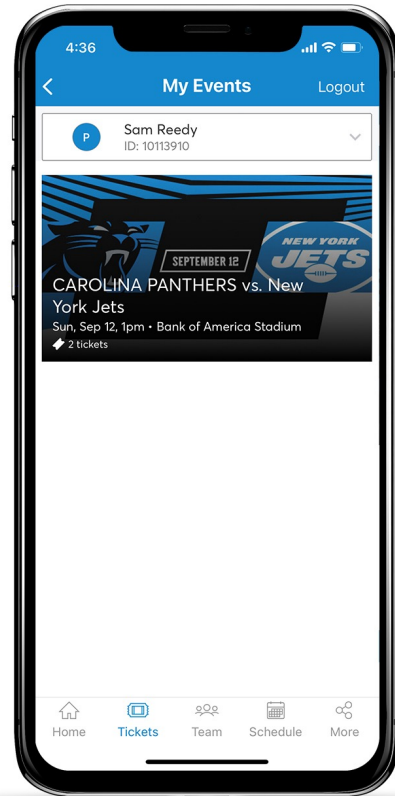 4:36
My Events
Logout
P
Sam Reedy
ID: 10113910
SEPTEMBER 12
NEW YORK
JETS
CAROLINA PANTHERS vs. New
York Jets
Sun, Sep 12, 1pm • Bank of America Stadium
2 tickets
Home
Tickets
Team
Schedule
More